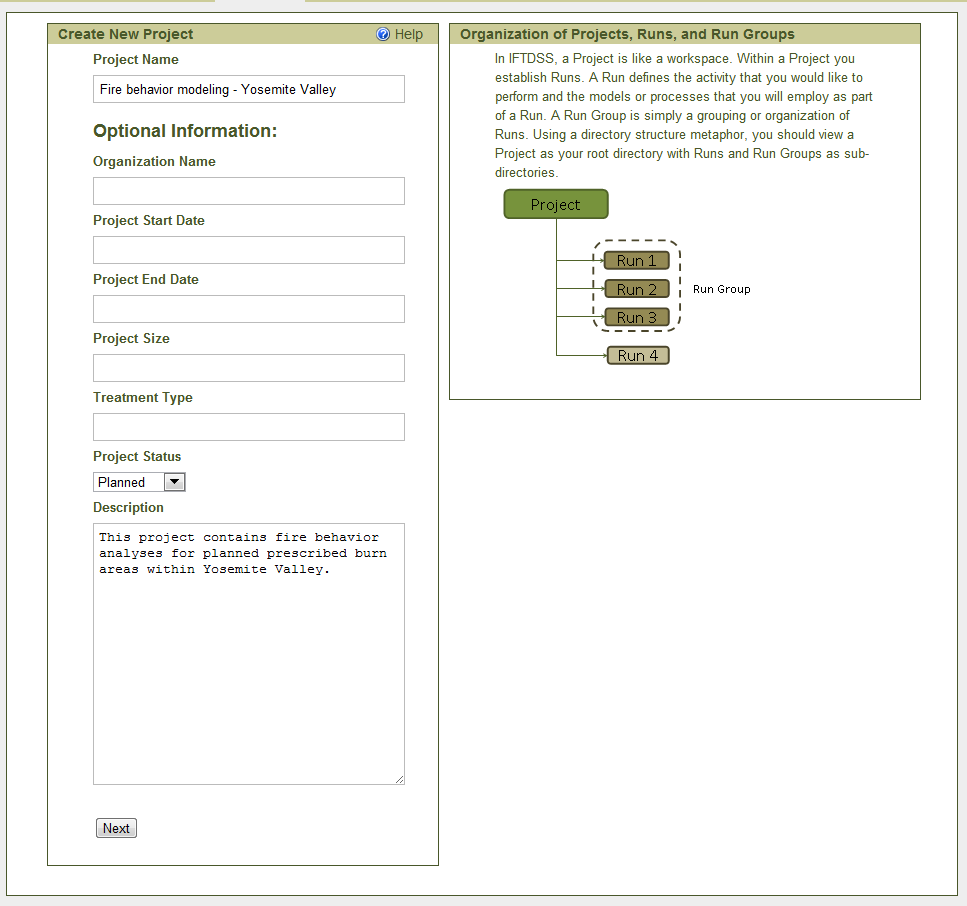 Create New Project
Help
Project Name
Fire behavior modeling - Yosemite Valley
Optional Information:
Organization Name
Project Start Date
Project End Date
Project Size
Treatment Type
Project Status
Planned
Description
This project contains fire behavior
analyses for planned prescribed burn
areas within Yosemite Valley.
Next
Organization of Projects, Runs, and Run Groups
In IFTDSS, a Project is like a workspace. Within a Project you
establish Runs. A Run defines the activity that you would like to
perform and the models or processes that you will employ as part
of a Run. A Run Group is simply a grouping or organization of
Runs. Using a directory structure metaphor, you should view a
Project as your root directory with Runs and Run Groups as sub-
directories.
Project
Run 1
Run 2
Run Group
Run 3
Run 4